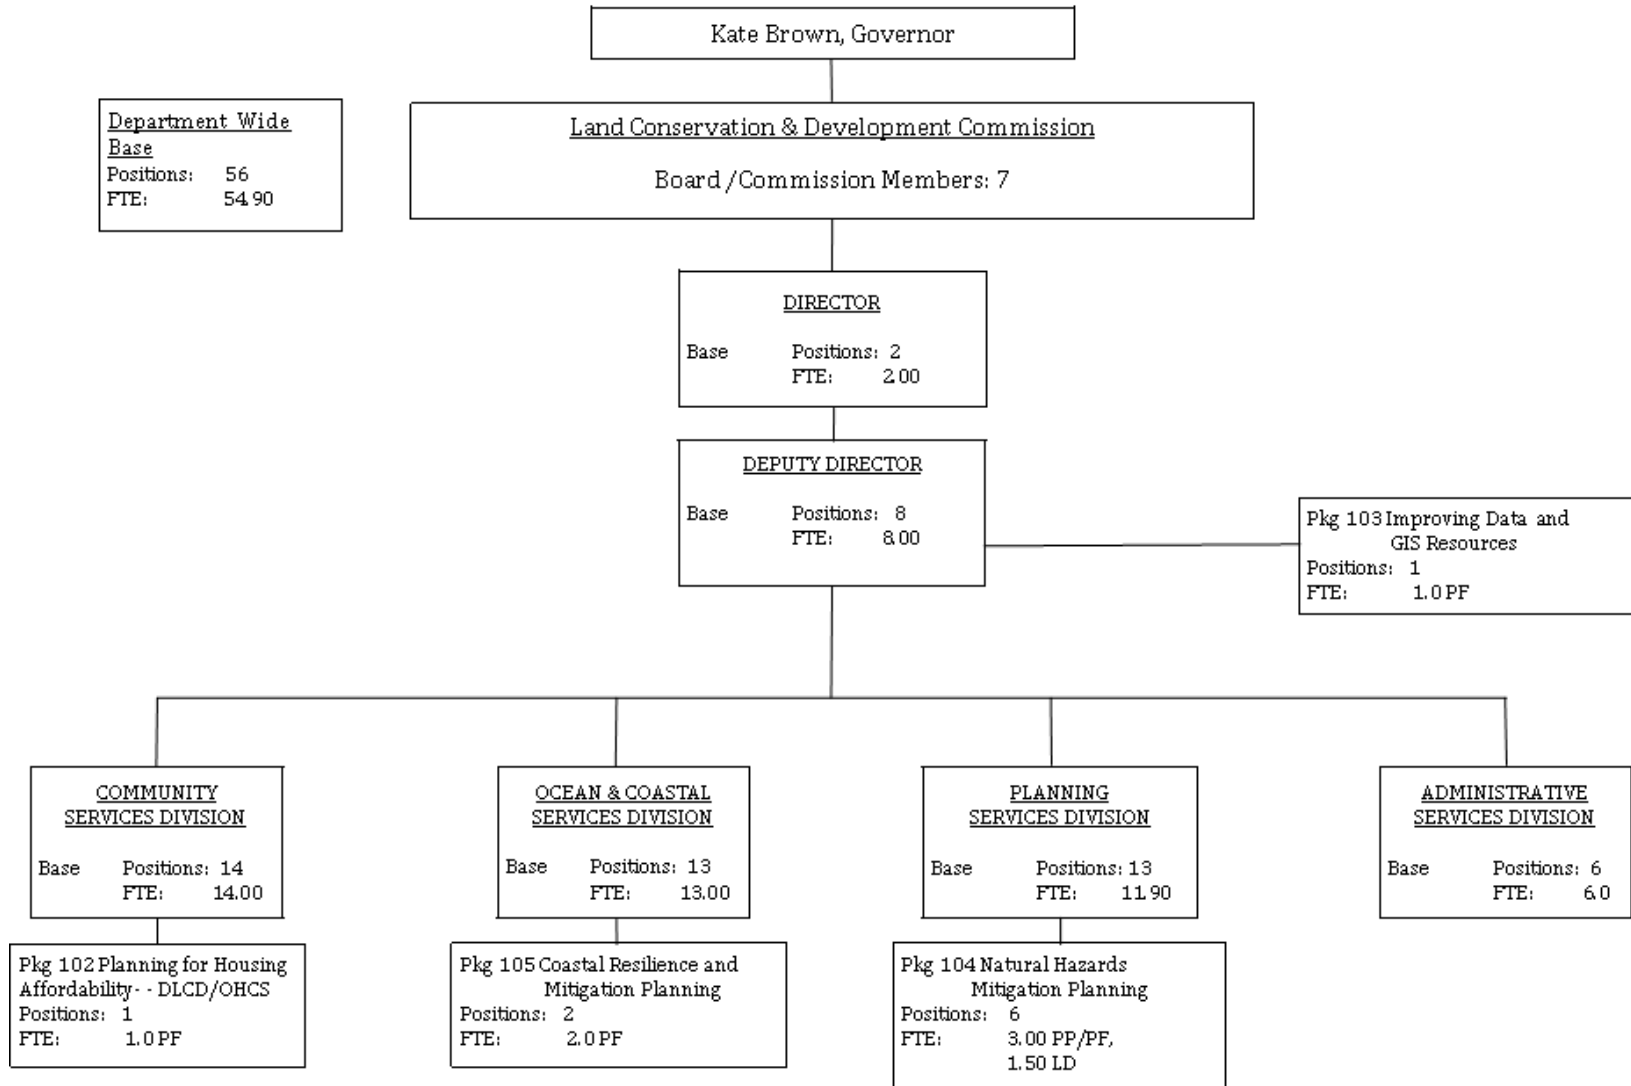 Kate Brown, Governor
Department Wide
Base
Positions: 56
FTE: 54.90
Land Conservation & Development Commission
Board/Commission Members: 7
DIRECTOR
Base Positions: 2
FTE: 2.00
DEPUTY DIRECTOR
Base Positions: 8
FTE: 8.00
Pkg 103 Improving Data and
GIS Resources
Positions: 1
FTE: 1.0 PF
COMMUNITY
SERVICES DIVISION
Base Positions: 14
FTE: 14.00
OCEAN & COASTAL
SERVICES DIVISION
Base Positions: 13
FTE: 13.00
PLANNING
SERVICES DIVISION
Base Positions: 13
FTE: 11.90
ADMINISTRATIVE
SERVICES DIVISION
Base Positions: 6
FTE: 6.0
Pkg 102 Planning for Housing
Affordability-- DLCD/OHCS
Positions: 1
FTE: 1.0 PF
Pkg 105 Coastal Resilience and
Mitigation Planning
Positions: 2
FTE: 2.0 PF
Pkg 104 Natural Hazards
Mitigation Planning
Positions: 6
FTE: 3.00 PP/PF,
1.50 LD